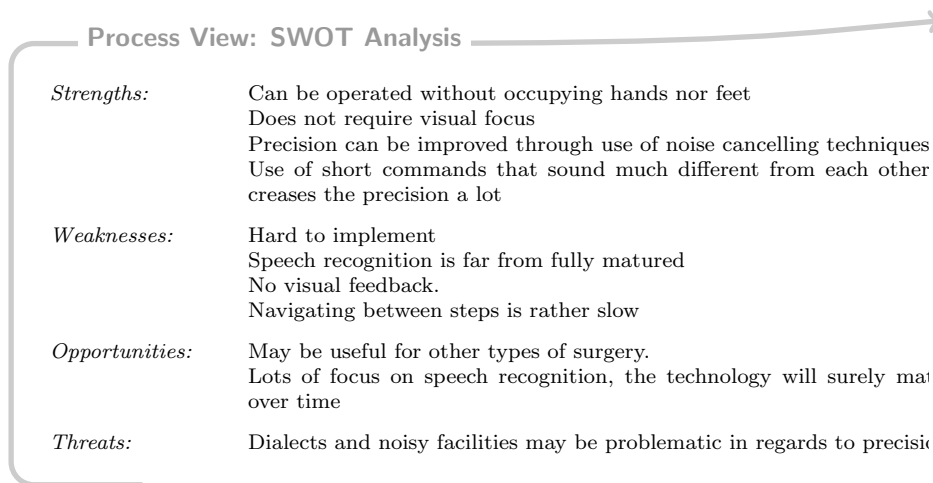 Process View: SWOT Analysis
Strengths: Can be operated without occupying hands nor feet
Does not require visual focus
Precision can be improved through use of noise cancelling techniques
Use of short commands that sound much different from each other
creases the precision a lot
Weaknesses: Hard to implement
Speech recognition is far from fully matured
No visual feedback.
Navigating between steps is rather slow
Opportunities: May be useful for other types of surgery.
Lots of focus on speech recognition, the technology will surely mat
over time
Threats: Dialects and noisy facilities may be problematic in regards to precisi